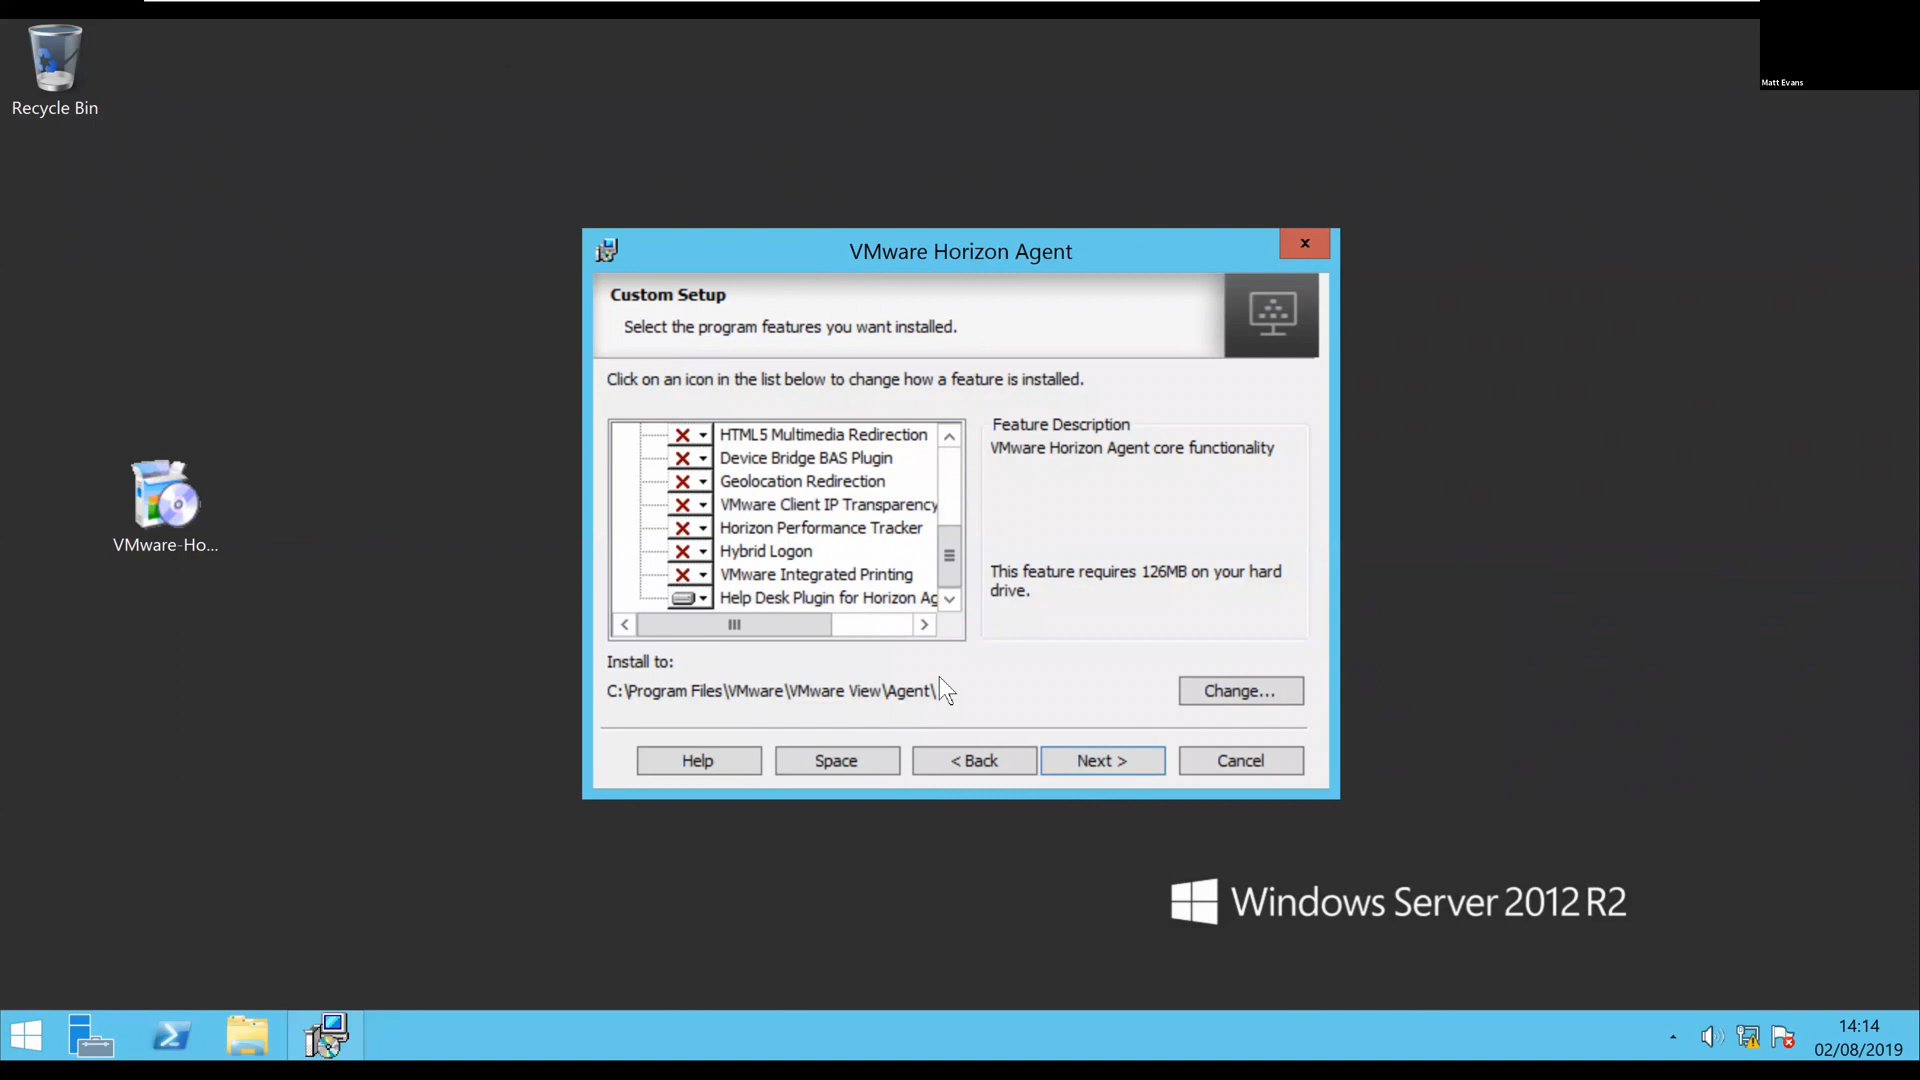 Matt Evans
Recycle Bin
VMware-Ho...
VMware Horizon Agent
x
Custom Setup
Select the program features you want installed.
Click on an icon in the list below to change how a feature is installed.
HTML5 Multimedia Redirection
Device Bridge BAS Plugin
Geolocation Redirection
VMware Client IP Transparency
Horizon Performance Tracker
Hybrid Logon
VMware Integrated Printing
Help Desk Plugin for Horizon Ag
Feature Description
VMware Horizon Agent core functionality
This feature requires 126MB on your hard
drive.
Install to:
C:\Program Files\VMware\VMware View\Agent\
Change...
Help
Space
< Back
Next >
Cancel
Windows Server 2012 R2
14:14
02/08/2019